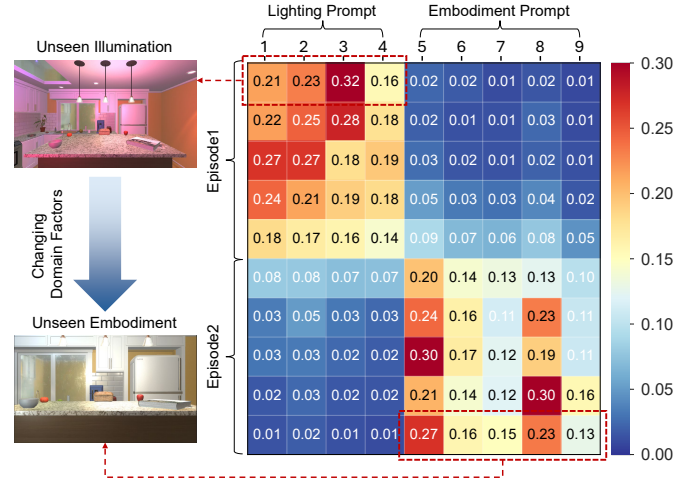 Lighting Prompt Embodiment Prompt
Unseen Illumination
1 2 3 4 5 6 7 8 9
0.21 0.23 0.32 0.16 0.02 0.02 0.01 0.02 0.01
0.22 0.25 0.28 0.18 0.02 0.01 0.01 0.03 0.01
0.27 0.27 0.18 0.19 0.03 0.02 0.01 0.02 0.01
0.24 0.21 0.19 0.18 0.05 0.03 0.03 0.04 0.02
0.18 0.17 0.16 0.14 0.09 0.07 0.06 0.08 0.05
0.08 0.08 0.07 0.07 0.20 0.14 0.13 0.13 0.10
0.03 0.05 0.03 0.03 0.24 0.16 0.11 0.23 0.11
0.03 0.03 0.02 0.02 0.30 0.17 0.12 0.19 0.11
0.02 0.03 0.02 0.02 0.21 0.14 0.12 0.30 0.16
0.01 0.02 0.01 0.01 0.27 0.16 0.15 0.23 0.13
Episode1
Episode2
Changing
Domain Factors
Unseen Embodiment
0.30
0.25
0.20
0.15
0.10
0.05
0.00